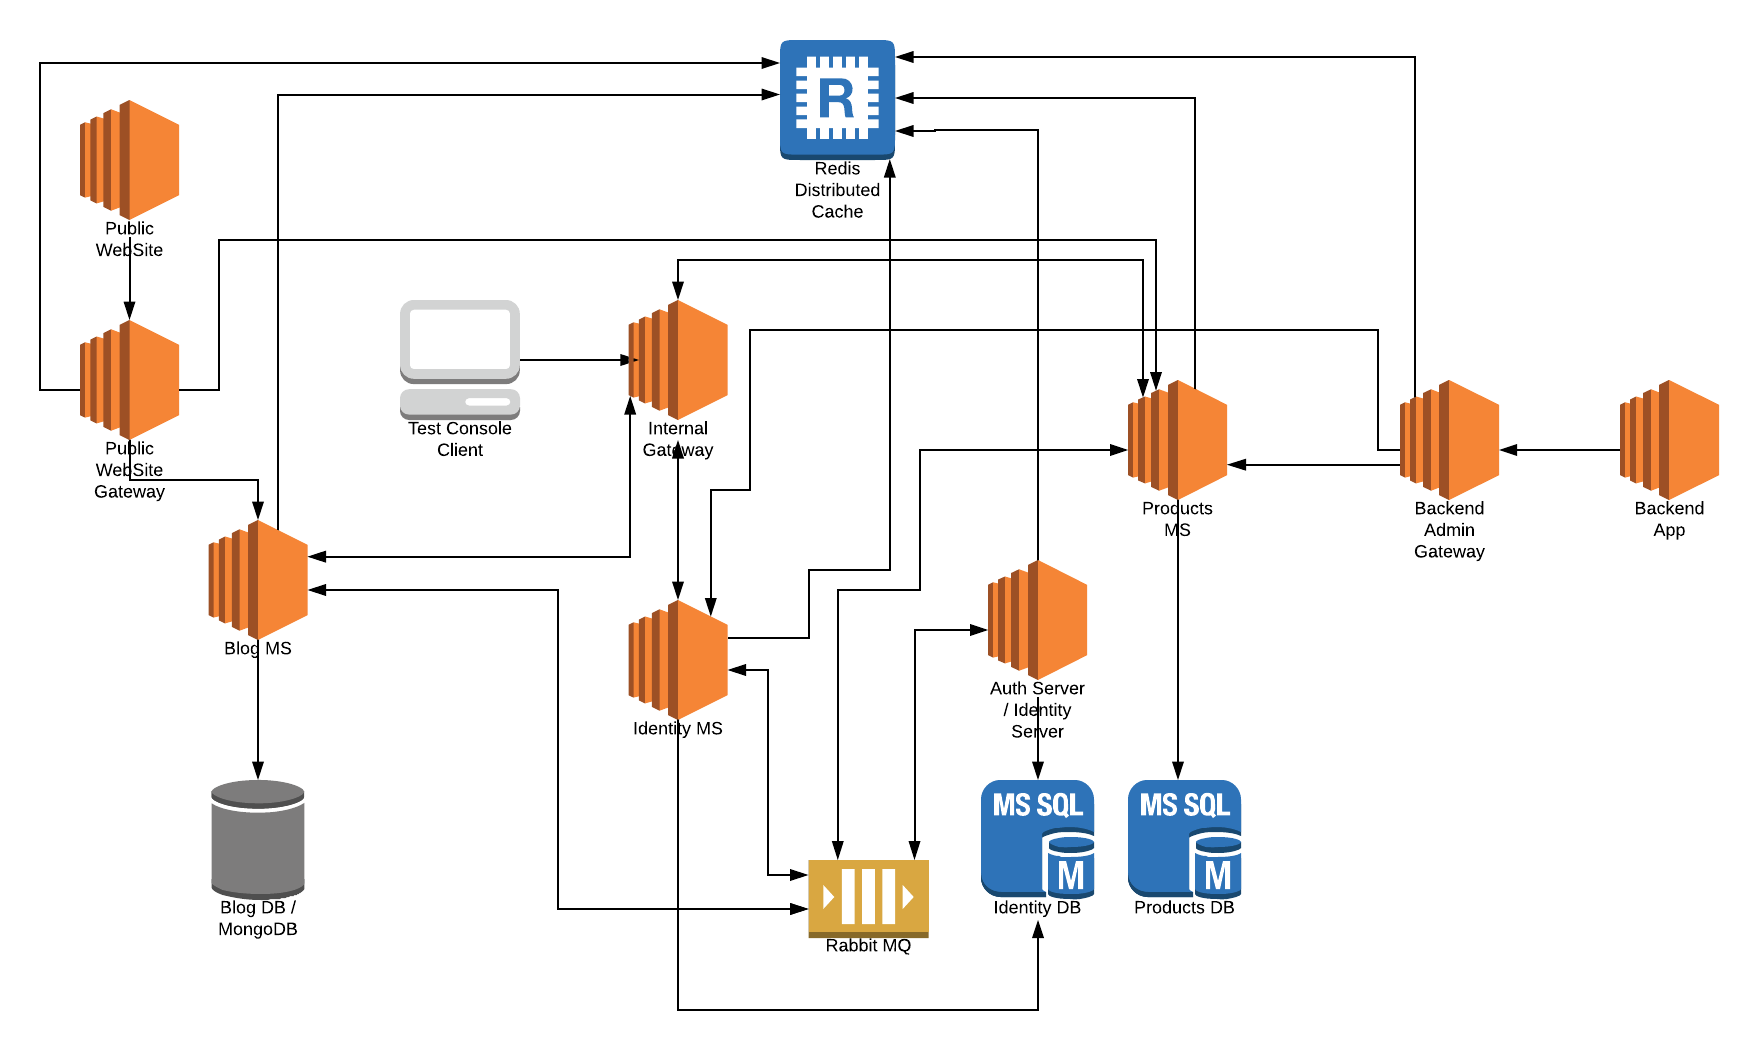 R
Redis
Distributed
Cache
Public
WebSite
Public
WebSite
Gateway
Test Console
Client
Internal
Gateway
Products
MS
Backend
Admin
Gateway
Backend
App
Blog MS
Identity MS
Auth Server
/ Identity
Server
MS SQL
M
MS SQL
M
Blog DB /
MongoDB
Rabbit MQ
Identity DB
Products DB